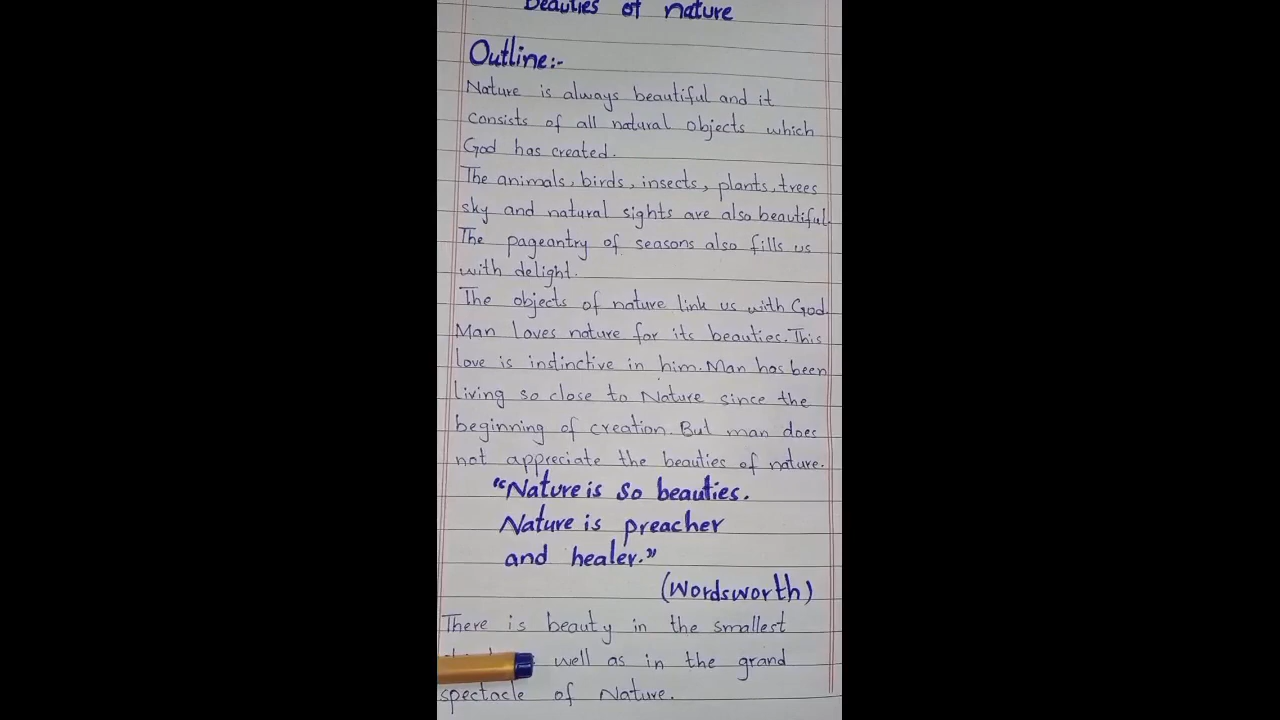 Beauties of nature
Outline:-
Nature is always beautiful and it
consists of all natural objects which
God has created.
The animals, birds, insects, plants, trees
sky and natural sights are also beautiful.
The pageantry of seasons also fills us
with delight.
The objects of nature link us with God.
Man loves nature for its beauties. This
love is instinctive in him. Man has been
living so close to Nature since the
beginning of creation. But man does
not appreciate the beauties of nature.
"Nature is so beauties.
Nature is preacher
and healer."
(Wordsworth)
There is beauty in the smallest
well as in the grand
spectacle of Nature.